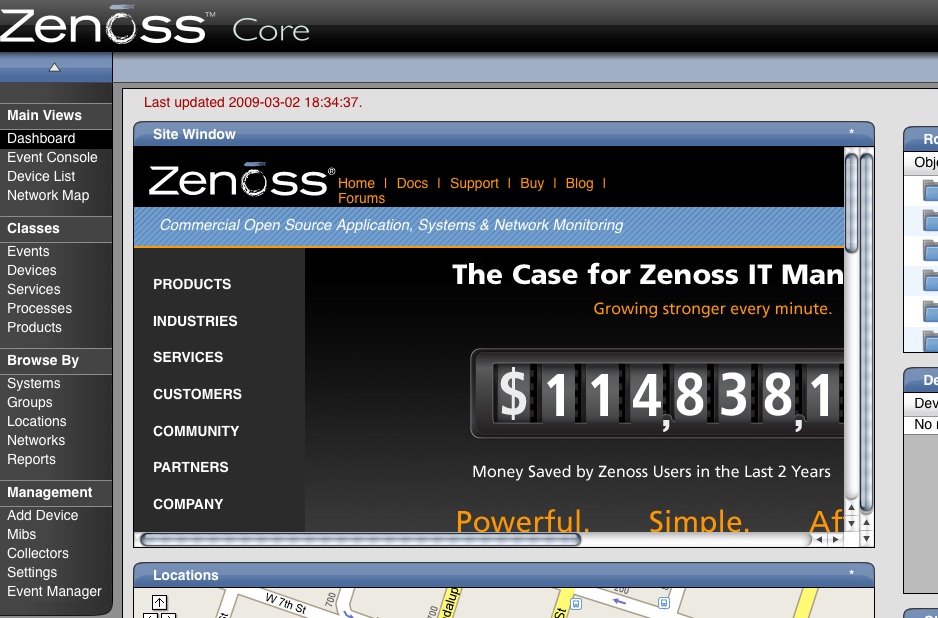 Zenoss™ Core
Last updated 2009-03-02 18:34:37.
Main Views
Dashboard
Event Console
Device List
Network Map
Classes
Events
Devices
Services
Processes
Products
Browse By
Systems
Groups
Locations
Networks
Reports
Management
Add Device
Mibs
Collectors
Settings
Event Manager
Site Window *
Zenoss®
Home | Docs | Support | Buy | Blog |
Forums
Commercial Open Source Application, Systems & Network Monitoring
PRODUCTS
INDUSTRIES
SERVICES
CUSTOMERS
COMMUNITY
PARTNERS
COMPANY
The Case for Zenoss IT Man
Growing stronger every minute.
$114,838,1
Money Saved by Zenoss Users in the Last 2 Years
Powerful. Simple. Af
Locations *
W 7th St
700
700
dalup
St
200
Ro
Obje
De
Dev
No r